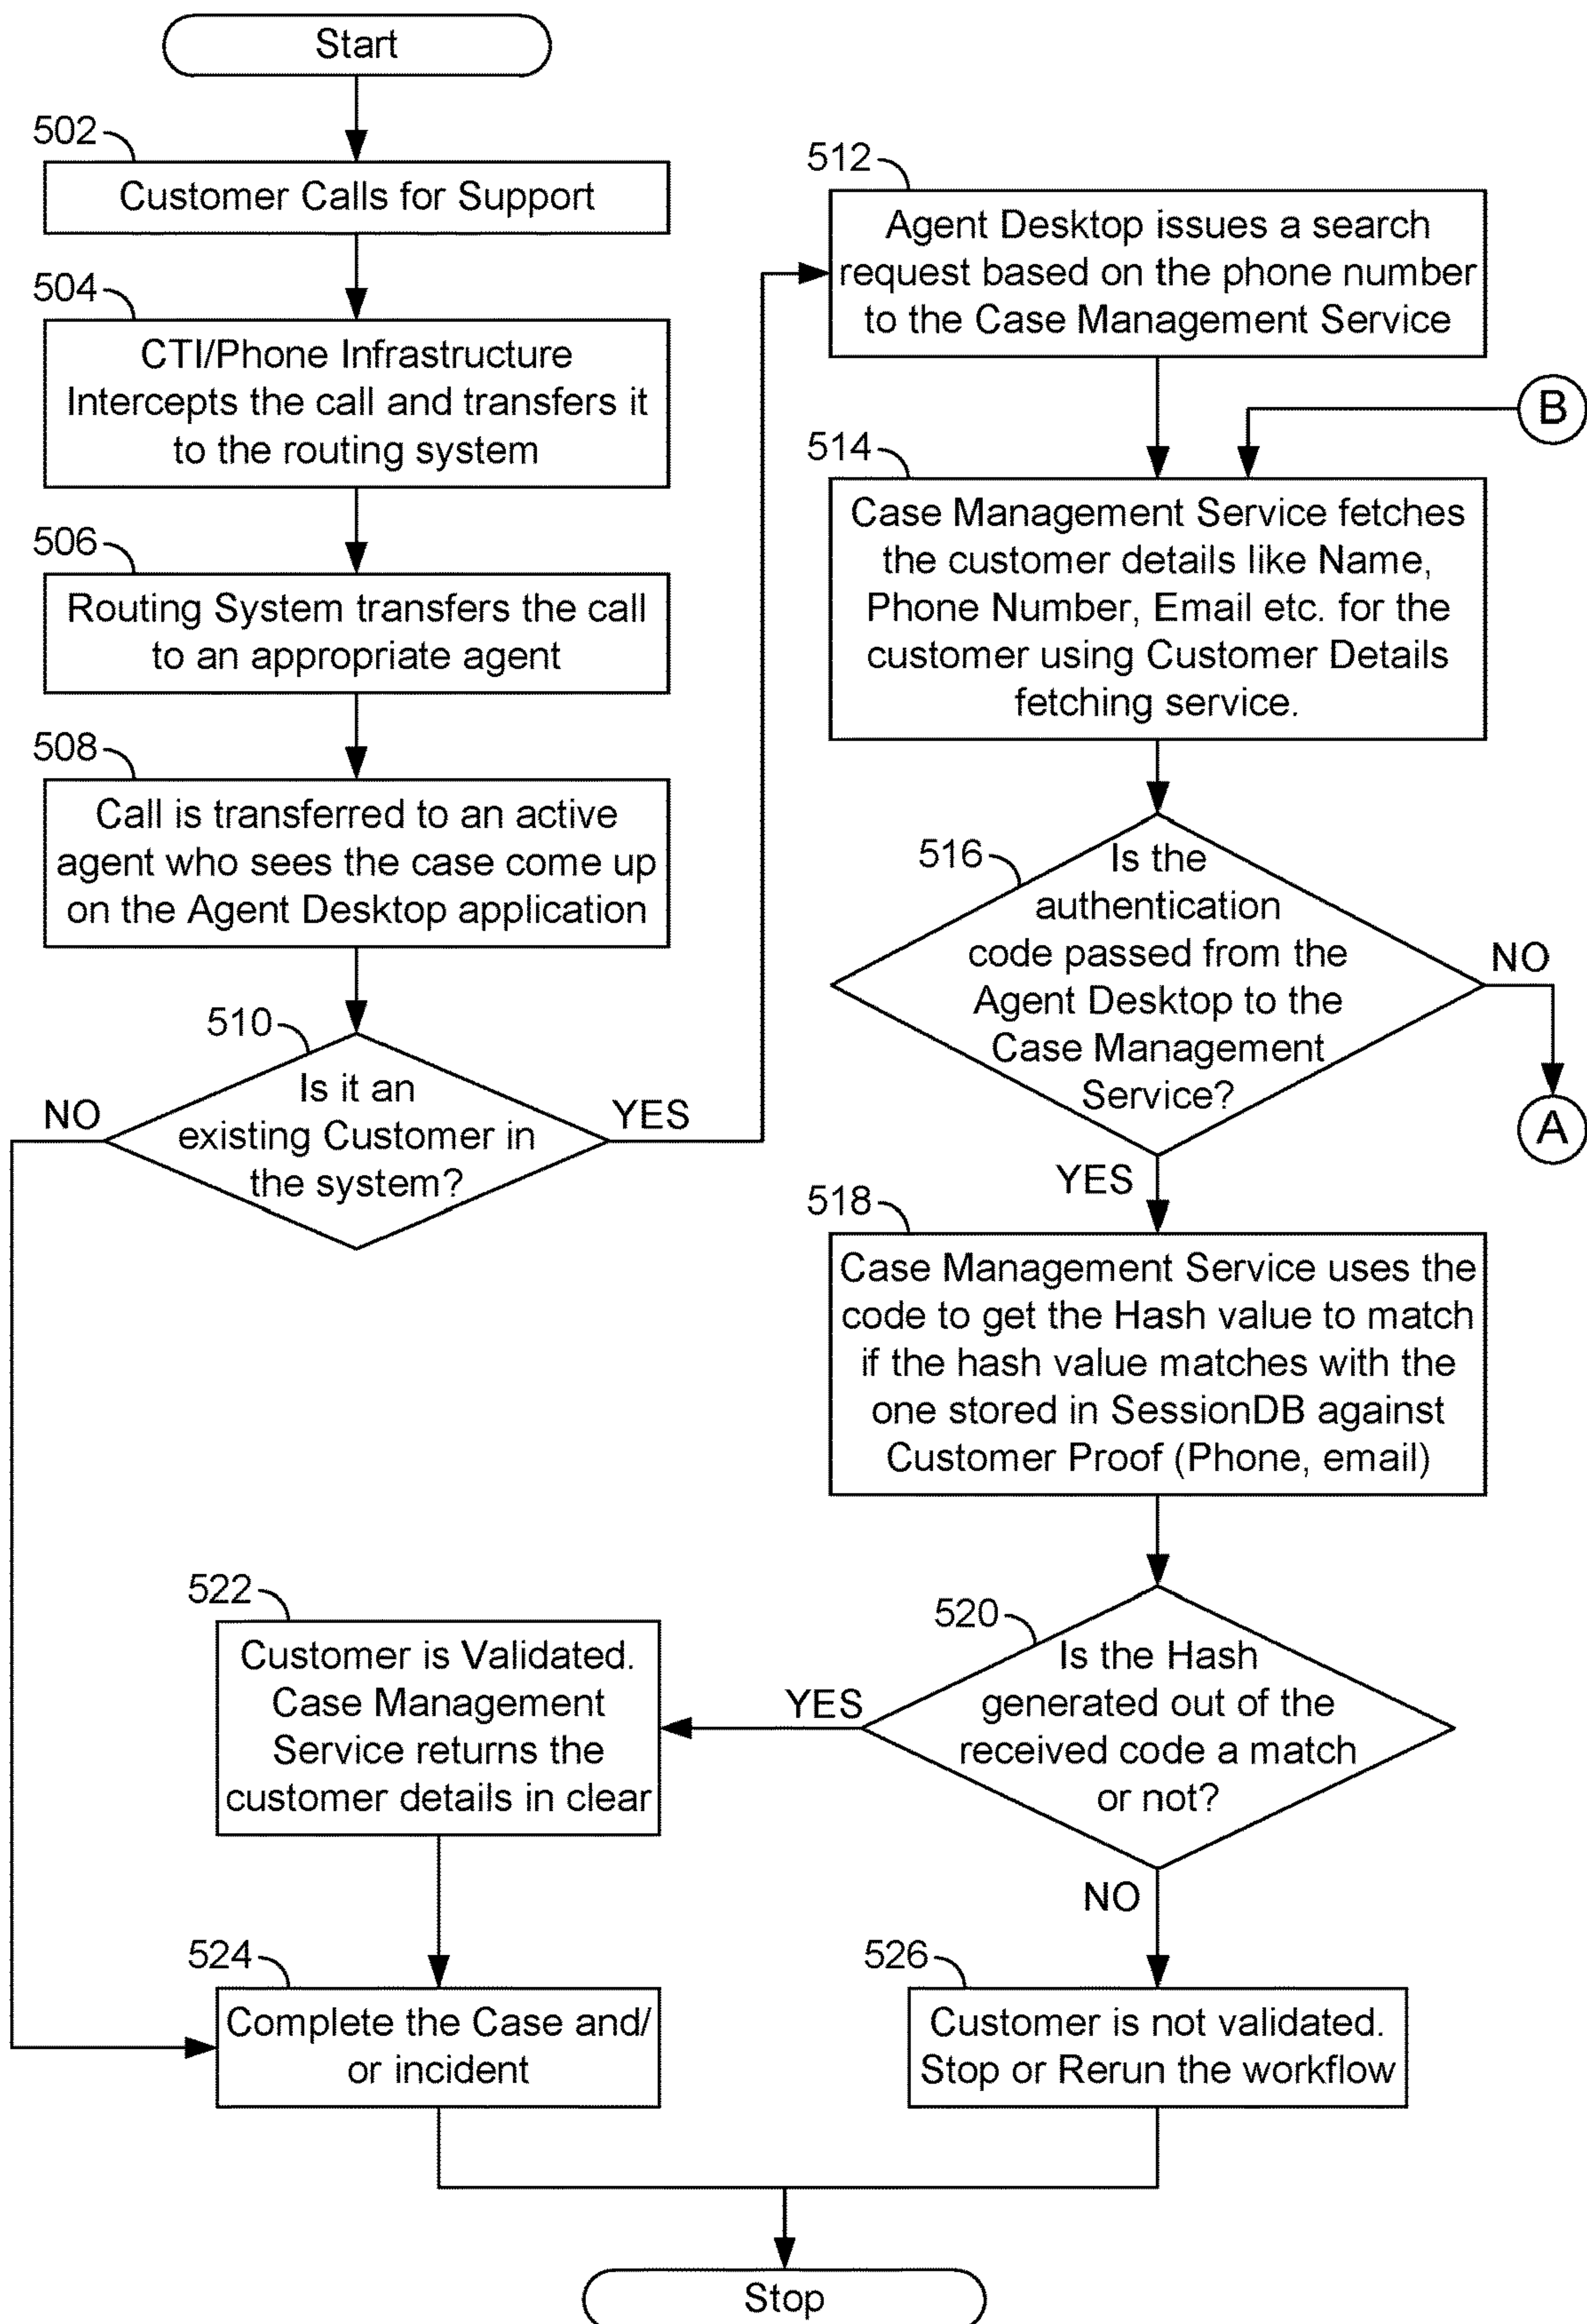 Start
502
Customer Calls for Support
504
CTI/Phone Infrastructure
Intercepts the call and transfers it
to the routing system
506
Routing System transfers the call
to an appropriate agent
508
Call is transferred to an active
agent who sees the case come up
on the Agent Desktop application
510
Is it an
existing Customer in
the system?
NO
YES
512
Agent Desktop issues a search
request based on the phone number
to the Case Management Service
B
514
Case Management Service fetches
the customer details like Name,
Phone Number, Email etc. for the
customer using Customer Details
fetching service.
516
Is the
authentication
code passed from the
Agent Desktop to the
Case Management
Service?
NO
A
YES
518
Case Management Service uses the
code to get the Hash value to match
if the hash value matches with the
one stored in SessionDB against
Customer Proof (Phone, email)
520
Is the Hash
generated out of the
received code a match
or not?
YES
NO
522
Customer is Validated.
Case Management
Service returns the
customer details in clear
524
Complete the Case and/
or incident
526
Customer is not validated.
Stop or Rerun the workflow
Stop